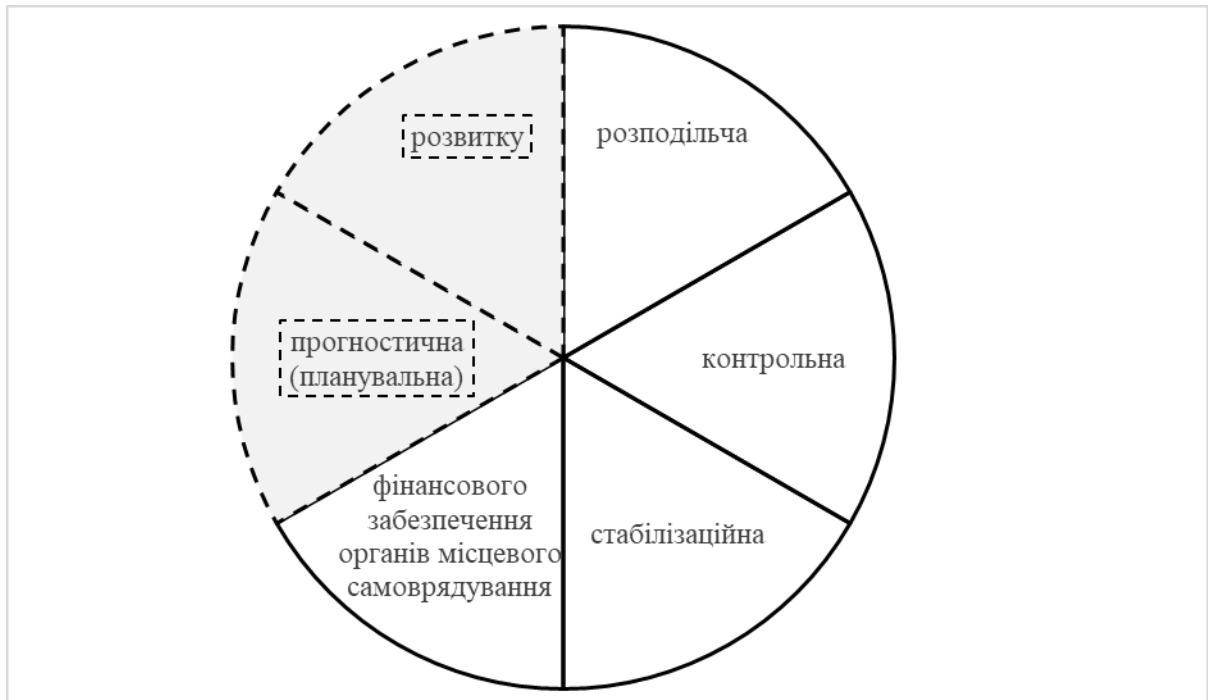 розвитку
розподільча
прогностична
(планувальна)
контрольна
фінансового
забезпечення
органів місцевого
самоврядування
стабілізаційна